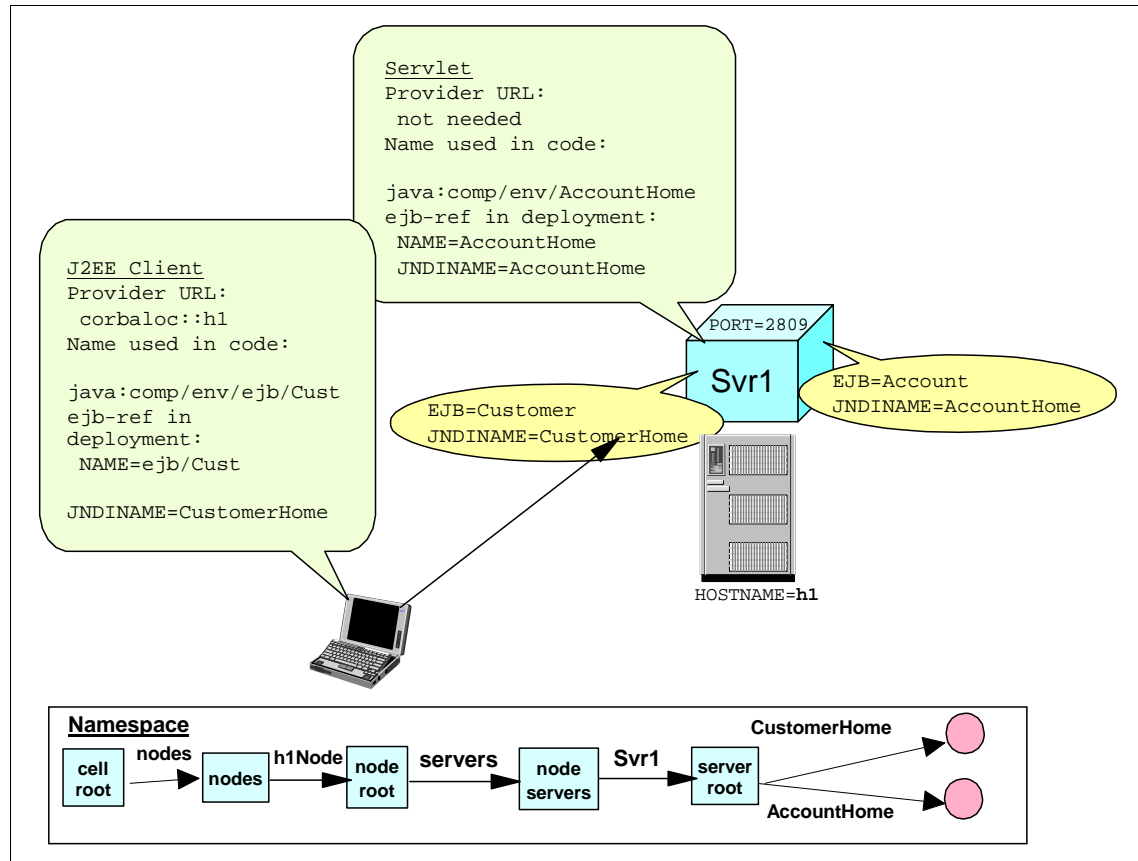 Servlet
Provider URL:
not needed
Name used in code:
java:comp/env/AccountHome
ejb-ref in deployment:
NAME=AccountHome
JNDINAME=AccountHome
J2EE Client
Provider URL:
corbaloc::h1
Name used in code:
java:comp/env/ejb/Cust
ejb-ref in
deployment:
NAME=ejb/Cust
JNDINAME=CustomerHome
PORT=2809
Svr1
EJB=Customer
JNDINAME=CustomerHome
EJB=Account
JNDINAME=AccountHome
HOSTNAME=h1
Namespace
cell
root
nodes
nodes
h1Node
node
root
servers
node
servers
Svr1
server
root
CustomerHome
AccountHome